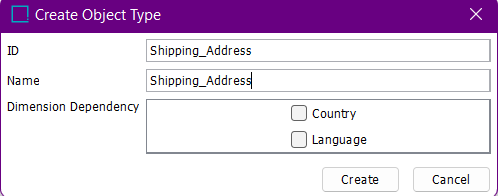 Create Object Type
ID Shipping_Address
Name Shipping_Address
Dimension Dependency
Country
Language
Create Cancel